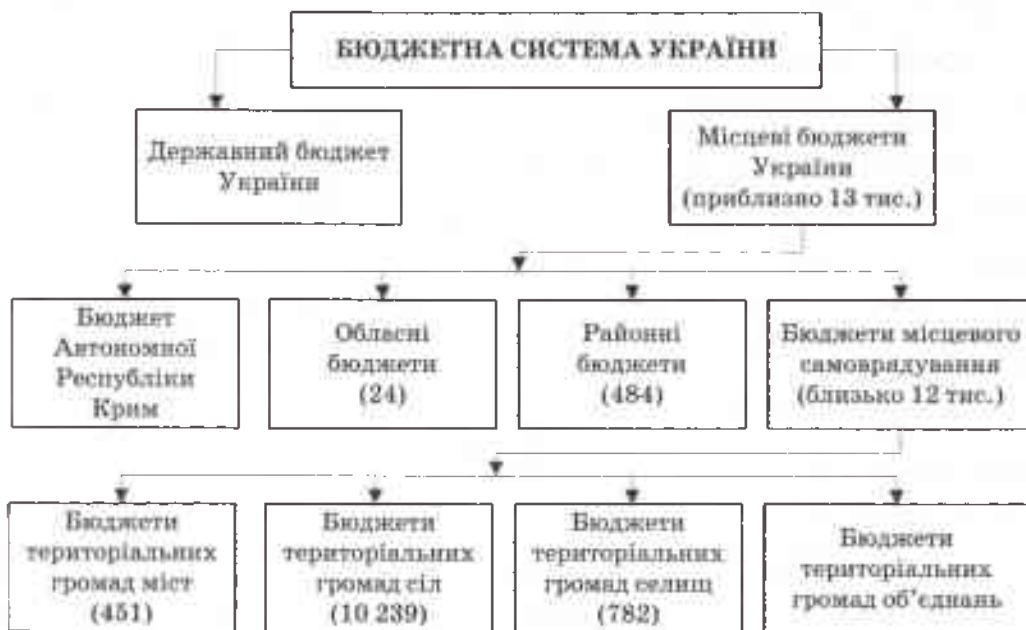 БЮДЖЕТНА СИСТЕМА УКРАЇНИ
Державний бюджет
України
Місцеві бюджети
України
(приблизно 13 тис.)
Бюджет
Автономної
Республіки
Крим
Обласні
бюджети
(24)
Районні
бюджети
(484)
Бюджети місцевого
самоврядування
(близько 12 тис.)
Бюджети
територіальних
громад міст
(451)
Бюджети
територіальних
громад сіл
(10 239)
Бюджети
територіальних
громад селищ
(782)
Бюджети
територіальних
громад об’єднань